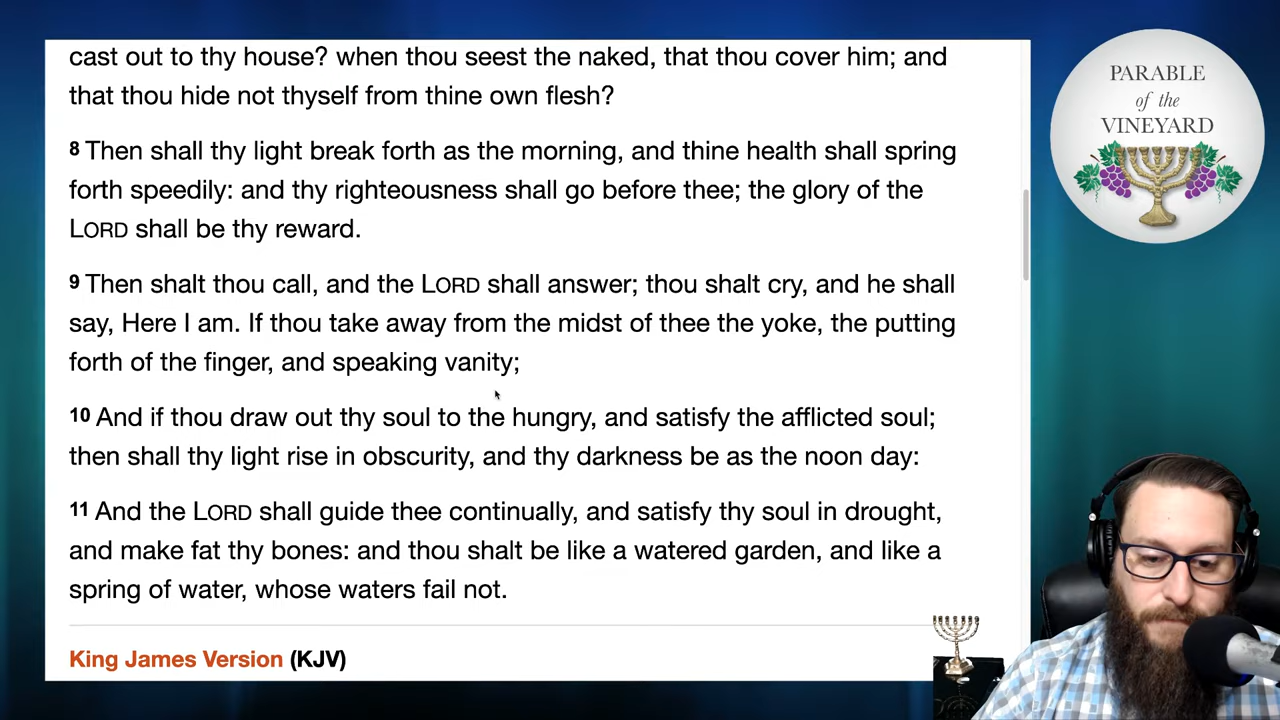 cast out to thy house? when thou seest the naked, that thou cover him; and
that thou hide not thyself from thine own flesh?
8 Then shall thy light break forth as the morning, and thine health shall spring
forth speedily: and thy righteousness shall go before thee; the glory of the
LORD shall be thy reward.
9 Then shalt thou call, and the LORD shall answer; thou shalt cry, and he shall
say, Here I am. If thou take away from the midst of thee the yoke, the putting
forth of the finger, and speaking vanity;
10 And if thou draw out thy soul to the hungry, and satisfy the afflicted soul;
then shall thy light rise in obscurity, and thy darkness be as the noon day:
11 And the LORD shall guide thee continually, and satisfy thy soul in drought,
and make fat thy bones: and thou shalt be like a watered garden, and like a
spring of water, whose waters fail not.
King James Version (KJV)
PARABLE
of the
VINEYARD